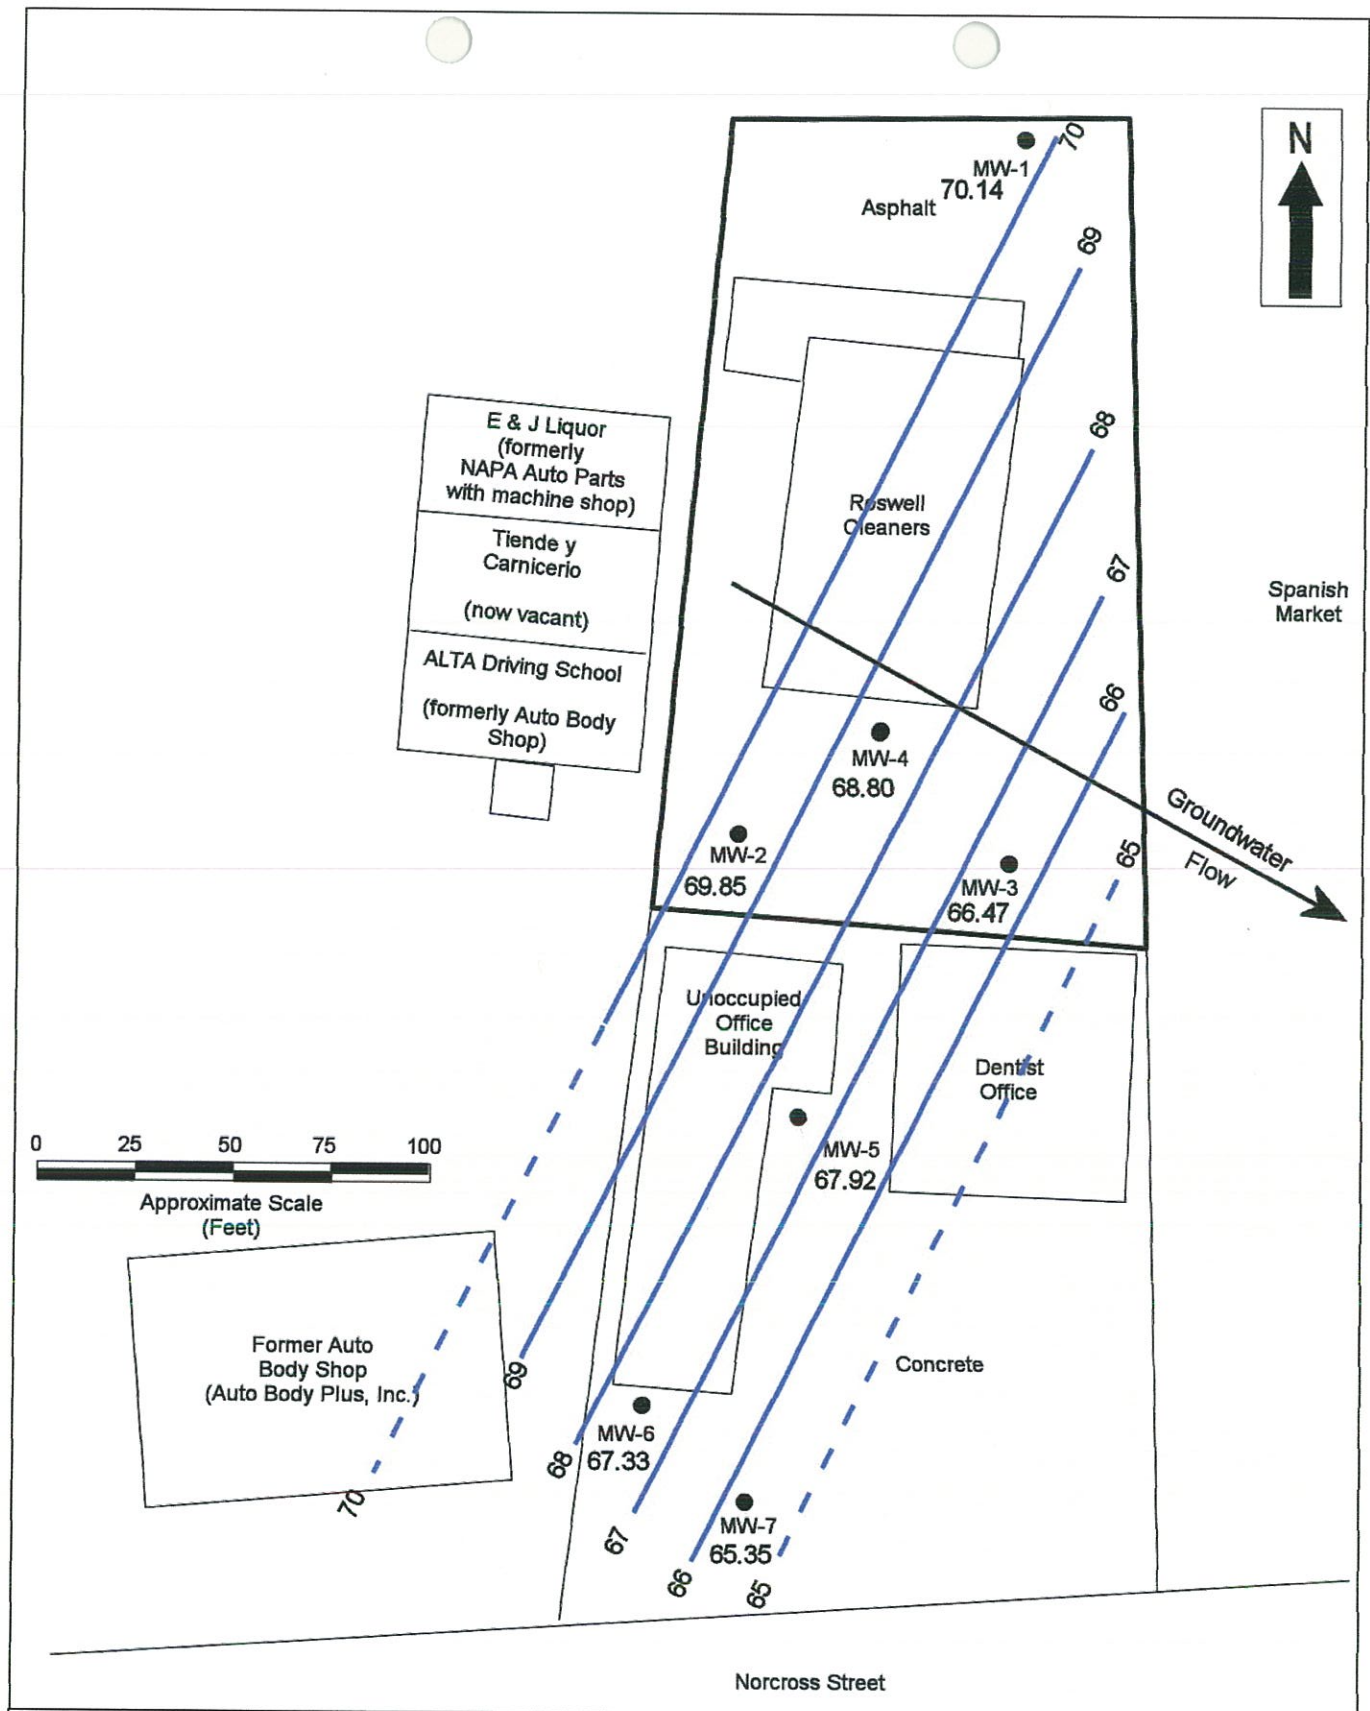 70
MW-1
70.14
Asphalt
N
69
E & J Liquor
(formerly
NAPA Auto Parts
with machine shop)
68
Roswell
Cleaners
Tiende y
Carnicerio
(now vacant)
67
Spanish
Market
ALTA Driving School
(formerly Auto Body
Shop)
66
MW-4
68.80
Groundwater
Flow
65
MW-2
69.85
MW-3
66.47
Unoccupied
Office
Building
Dentist
Office
0 25 50 75 100
Approximate Scale
(Feet)
MW-5
67.92
Former Auto
Body Shop
(Auto Body Plus, Inc.)
Concrete
69
MW-6
67.33
68
70
67
MW-7
65.35
66
65
Norcross Street